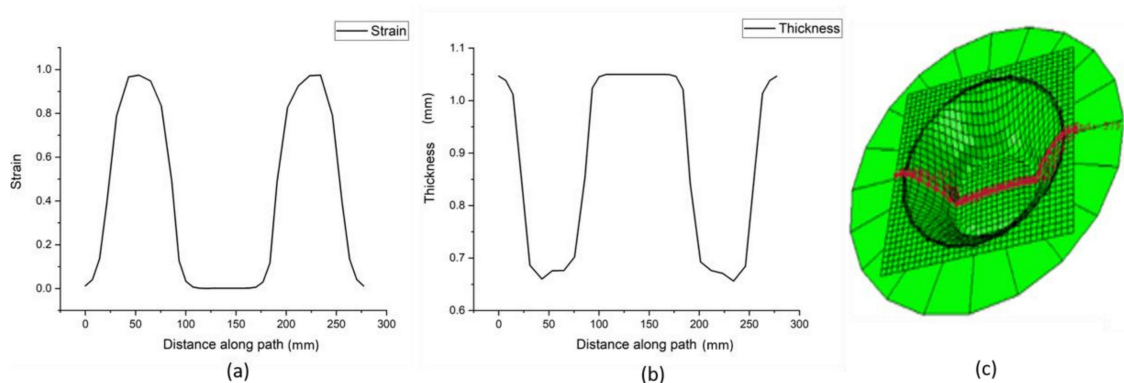 Strain
1.0
0.8
0.6
0.4
0.2
0.0
Strain
0 50 100 150 200 250 300
Distance along path (mm)
(a)
Thickness
1.1
1.0
0.9
0.8
0.7
0.6
Thickness (mm)
0 50 100 150 200 250 300
Distance along path (mm)
(b)
(c)